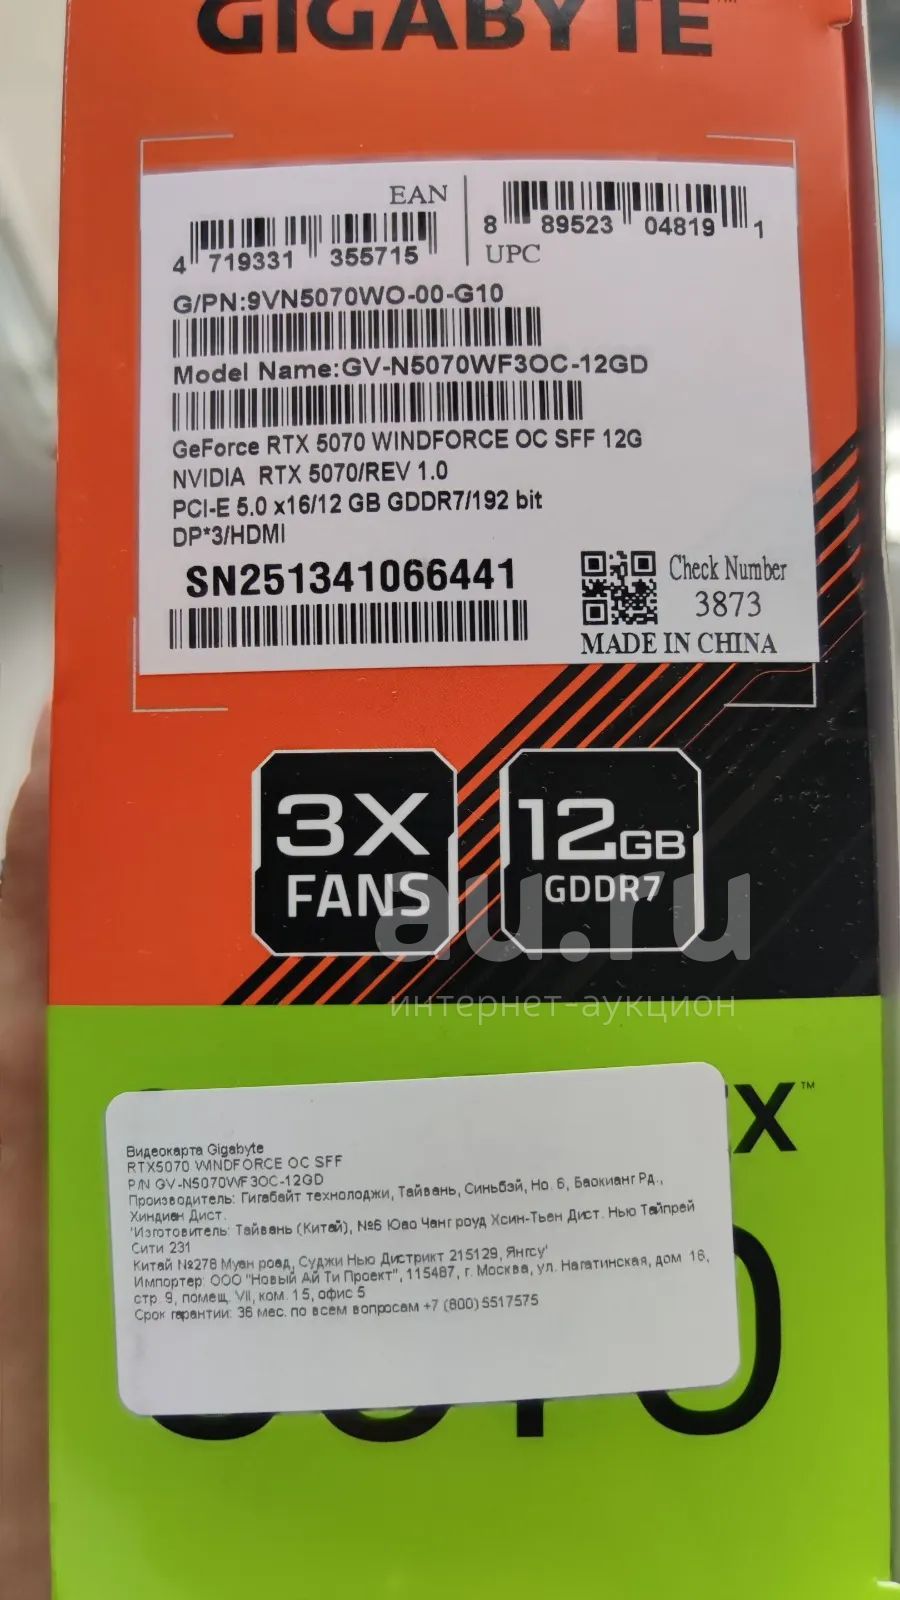 GIGABYTE™
EAN
4 719331 355715
8 89523 04819 1
UPC
G/PN:9VN5070WO-00-G10
Model Name:GV-N5070WF3OC-12GD
GeForce RTX 5070 WINDFORCE OC SFF 12G
NVIDIA RTX 5070/REV 1.0
PCI-E 5.0 x16/12 GB GDDR7/192 bit
DP*3/HDMI
SN251341066441
Check Number
3873
MADE IN CHINA
3X
FANS
12GB
GDDR7
au.ru
интернет-аукцион
Видеокарта Gigabyte
RTX5070 WINDFORCE OC SFF
P/N GV-N5070WF3OC-12GD
Производитель: Гигабайт технолоджи, Тайвань, Синьбэй, Но. 6, Баокианг Рд.,
Хиндиен Дист.
'Изготовитель: Тайвань (Китай), №6 Юао Чанг роуд Хсин-Тьен Дист. Нью Тайпрей
Сити 231
Китай №278 Муан роад, Суджи Нью Дистрикт 215129, Янгсу'
Импортер: ООО "Новый Ай Ти Проект", 115487, г. Москва, ул. Нагатинская, дом 16,
стр. 9, помещ. VII, ком. 15, офис 5
Срок гарантии: 36 мес. по всем вопросам +7 (800) 5517575
X™